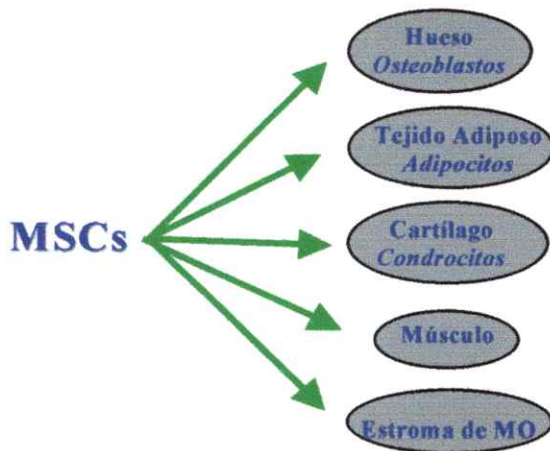 Hueso
Osteoblastos
Tejido Adiposo
Adipocitos
MSCs
Cartílago
Condrocitos
Músculo
Estroma de MO